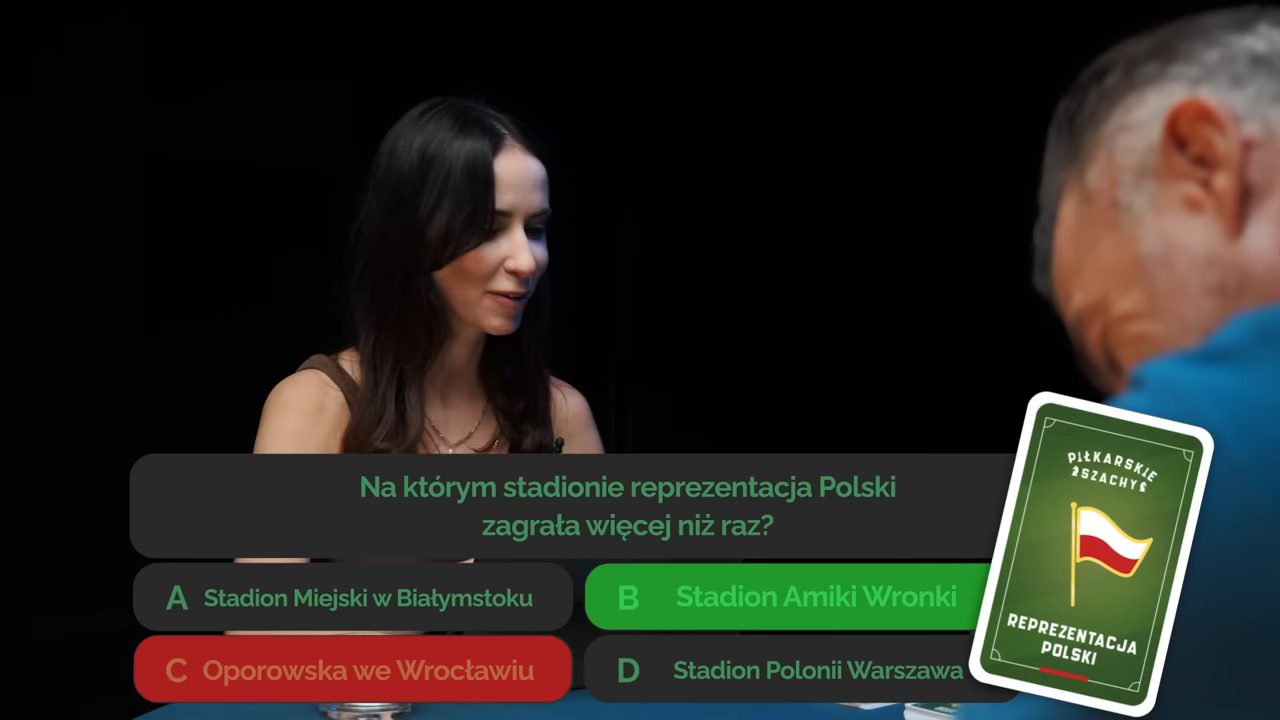 Na którym stadionie reprezentacja Polski
zagrała więcej niż raz?
A Stadion Miejski w Białymstoku
B Stadion Amiki Wronki
C Oporowska we Wrocławiu
D Stadion Polonii Warszawa
PIŁKARSKIE
SZACHY
REPREZENTACJA
POLSKI